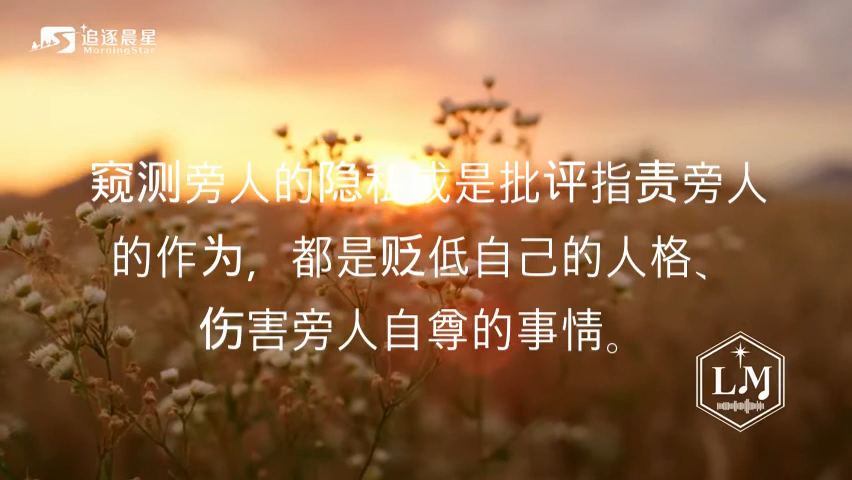 追逐晨星
MorningStar
窥测旁人的隐私或是批评指责旁人
的作为，都是贬低自己的人格、
伤害旁人自尊的事情。
LM